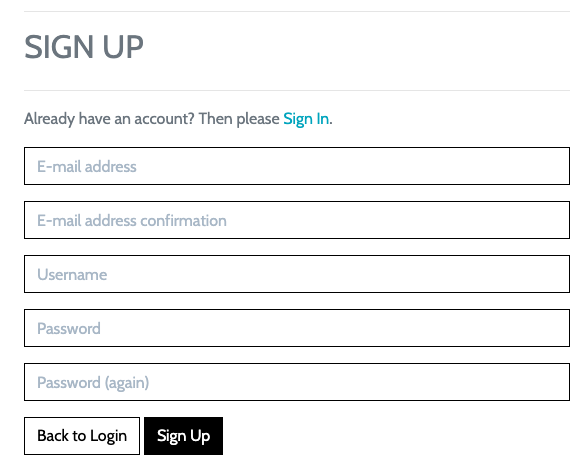 SIGN UP
Already have an account? Then please Sign In.
E-mail address
E-mail address confirmation
Username
Password
Password (again)
Back to Login Sign Up